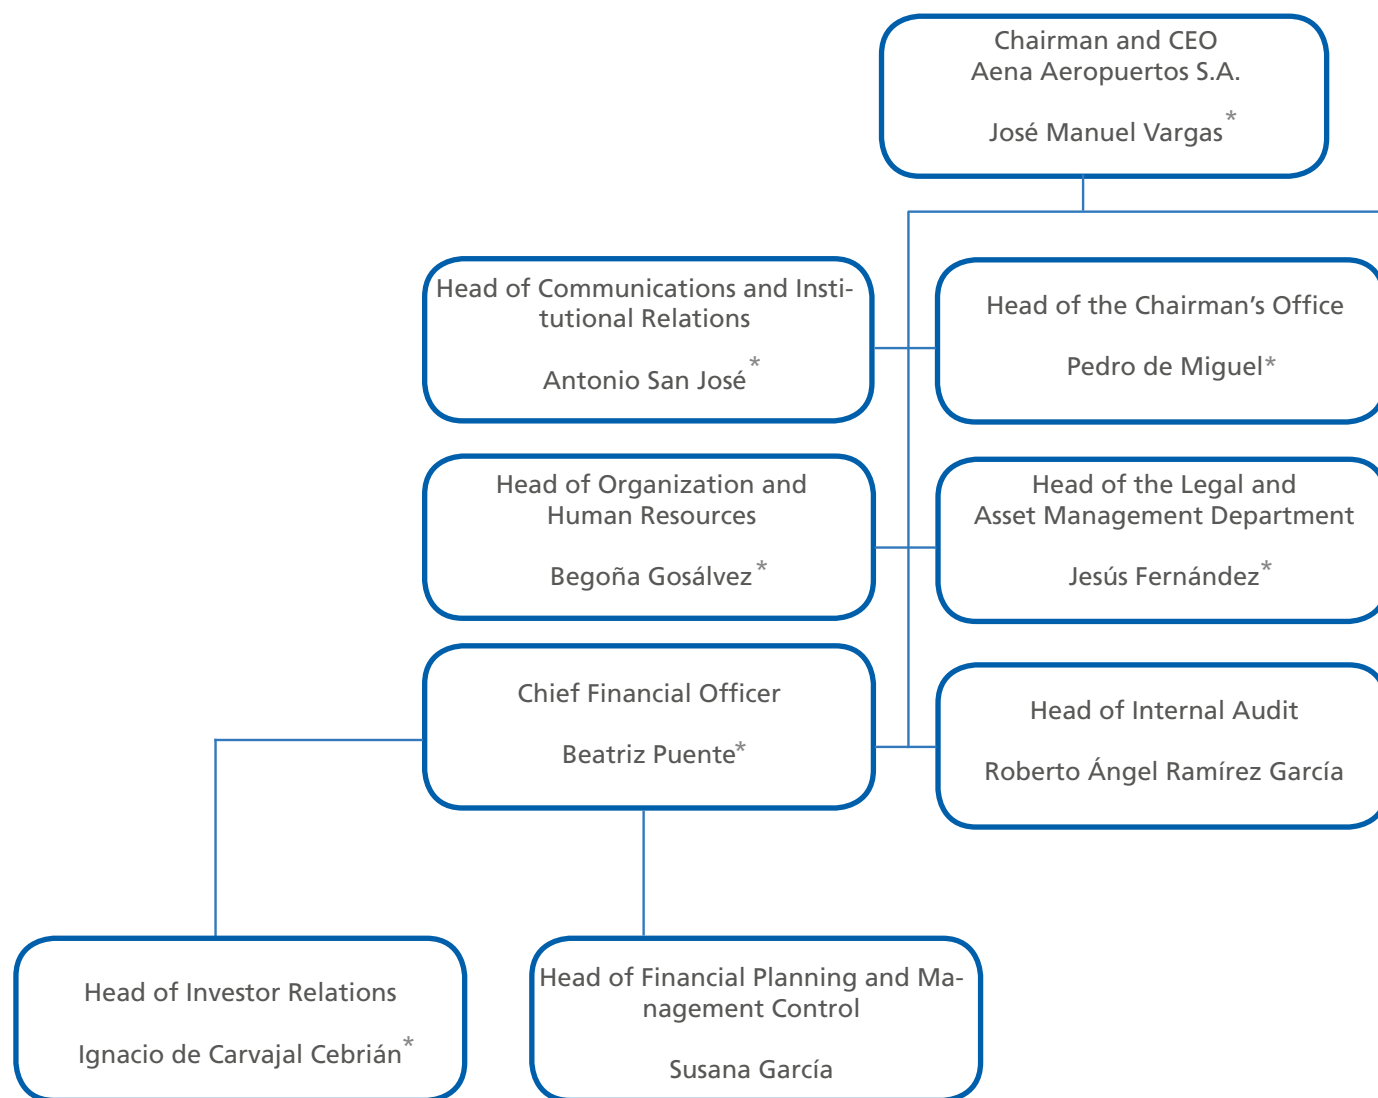 Chairman and CEO
Aena Aeropuertos S.A.
José Manuel Vargas*
Head of Communications and Insti-
tutional Relations
Antonio San José*
Head of the Chairman’s Office
Pedro de Miguel*
Head of Organization and
Human Resources
Begoña Gosálvez*
Head of the Legal and
Asset Management Department
Jesús Fernández*
Chief Financial Officer
Beatriz Puente*
Head of Internal Audit
Roberto Ángel Ramírez García
Head of Investor Relations
Ignacio de Carvajal Cebrián*
Head of Financial Planning and Ma-
nagement Control
Susana García